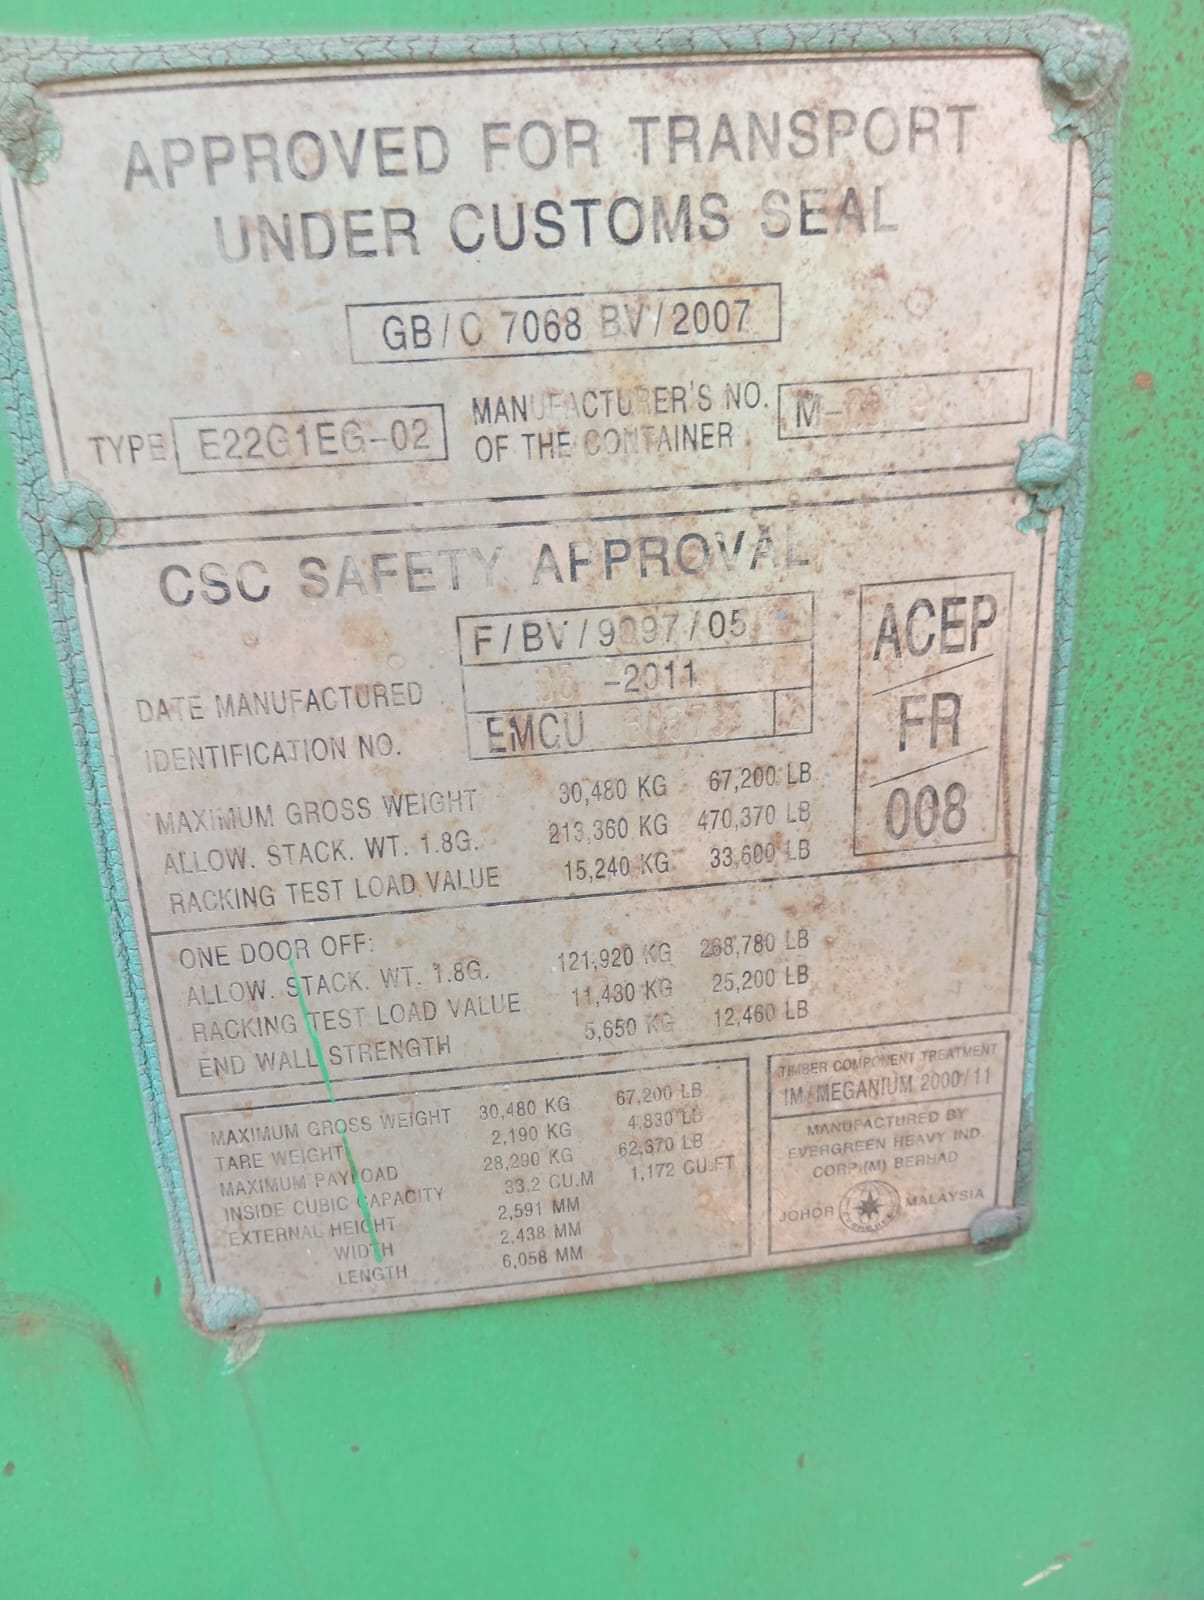 APPROVED FOR TRANSPORT
UNDER CUSTOMS SEAL
GB/C 7068 BV/2007
TYPE E22G1EG-02
MANUFACTURER'S NO.
OF THE CONTAINER
CSC SAFETY APPROVAL
F/BV/9097/05
DATE MANUFACTURED -2011
IDENTIFICATION NO. EMCU
MAXIMUM GROSS WEIGHT 30,480 KG 67,200 LB
ALLOW. STACK. WT. 1.8G. 213,360 KG 470,370 LB
RACKING TEST LOAD VALUE 15,240 KG 33,600 LB
ACEP
/
FR
/
008
ONE DOOR OFF:
ALLOW. STACK. WT. 1.8G. 121,920 KG 268,780 LB
RACKING TEST LOAD VALUE 11,430 KG 25,200 LB
END WALL STRENGTH 5,650 KG 12,460 LB
MAXIMUM GROSS WEIGHT 30,480 KG 67,200 LB
TARE WEIGHT 2,190 KG 4,830 LB
MAXIMUM PAYLOAD 28,290 KG 62,370 LB
INSIDE CUBIC CAPACITY 33.2 CU.M 1,172 CU.FT
EXTERNAL HEIGHT 2,591 MM
WIDTH 2,438 MM
LENGTH 6,058 MM
TIMBER COMPONENT TREATMENT
IM/MEGANIUM 2000/11
MANUFACTURED BY
EVERGREEN HEAVY IND.
CORP.(M) BERHAD
JOHOR MALAYSIA